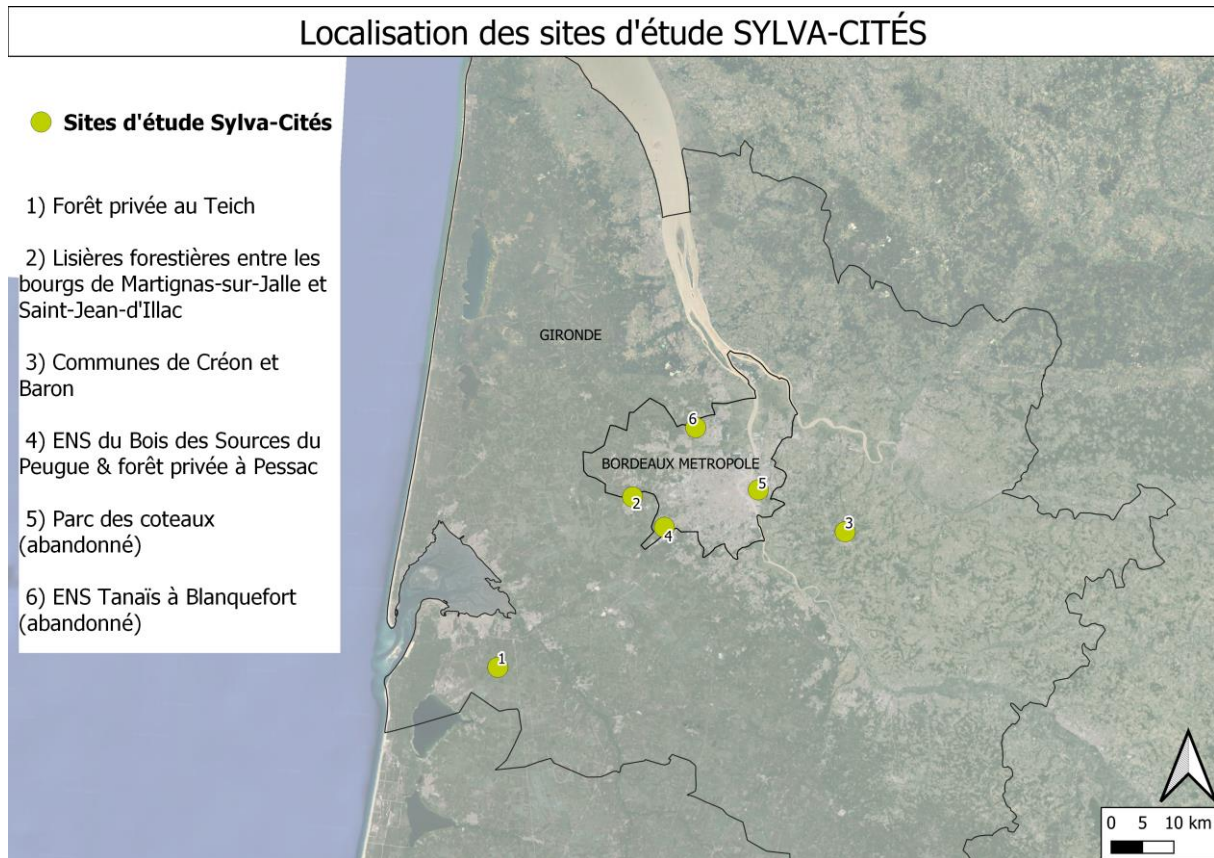 Localisation des sites d'étude SYLVA-CITÉS
Sites d'étude Sylva-Cités
1) Forêt privée au Teich
2) Lisières forestières entre les
bourgs de Martignas-sur-Jalle et
Saint-Jean-d'Illac
3) Communes de Créon et
Baron
4) ENS du Bois des Sources du
Peugue & forêt privée à Pessac
5) Parc des coteaux
(abandonné)
6) ENS Tanaïs à Blanquefort
(abandonné)
GIRONDE
6
BORDEAUX METROPOLE
5
2
4
3
1
0 5 10 km